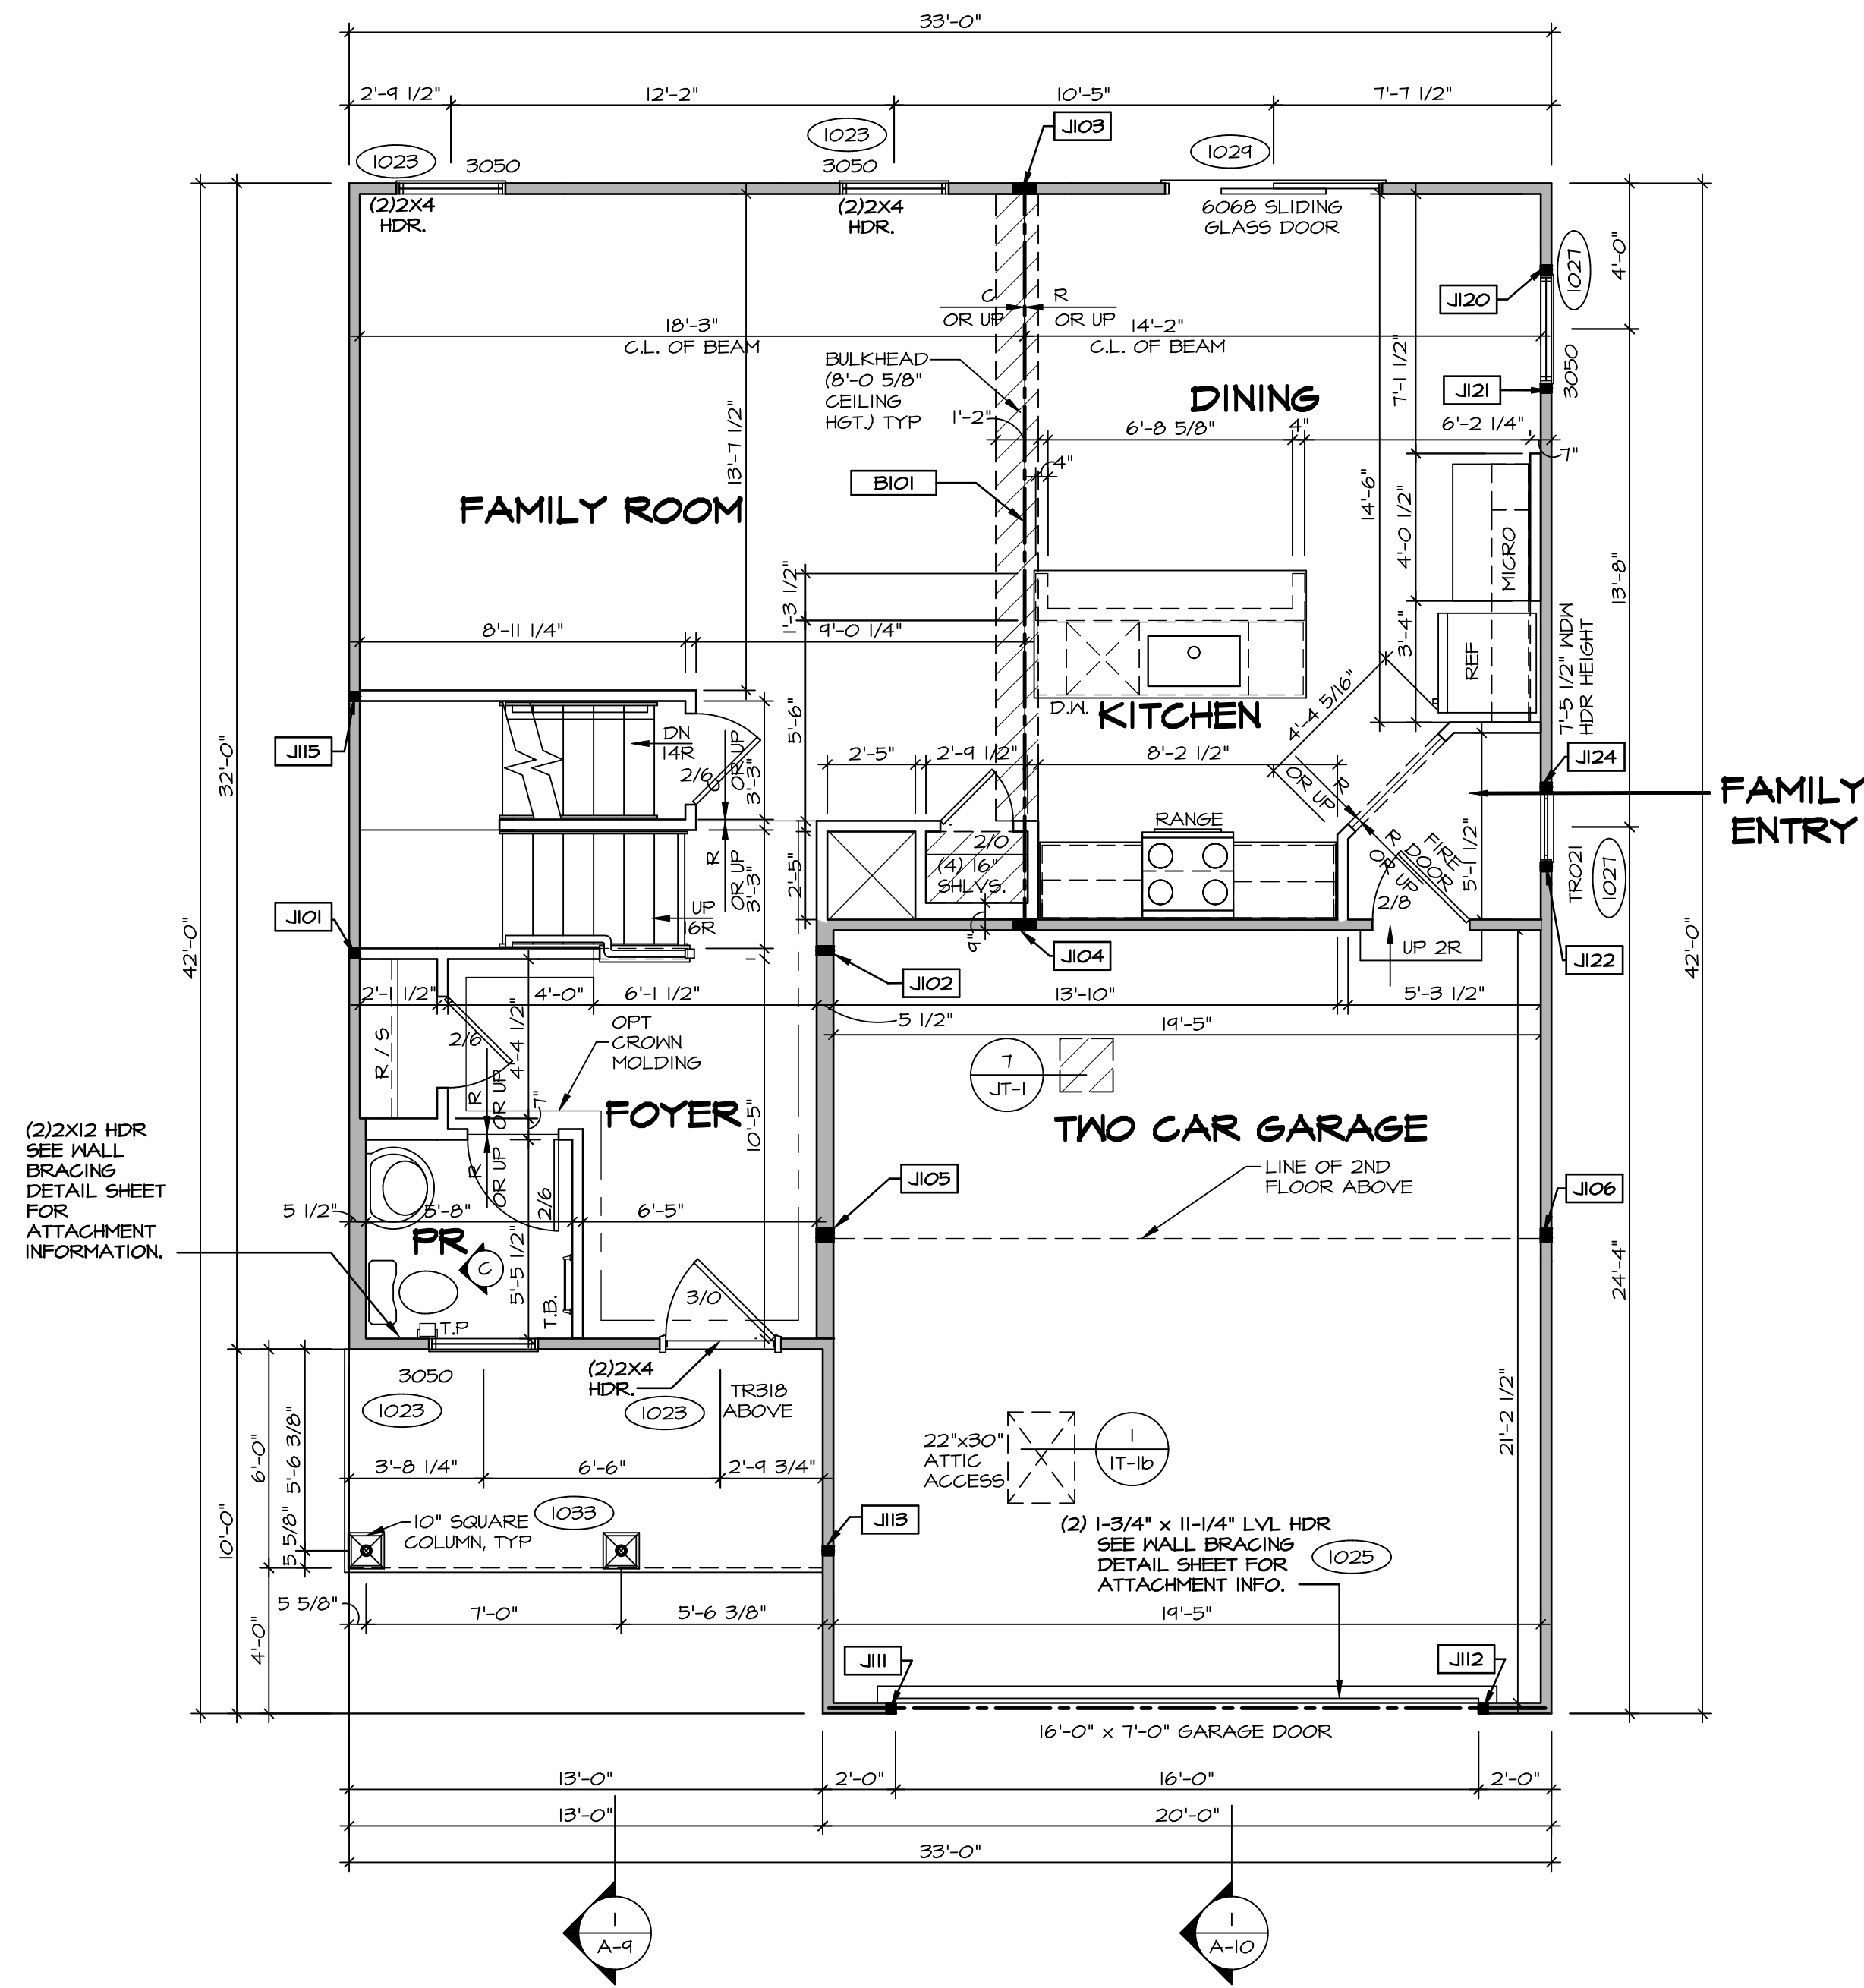 33'-0"
2'-9 1/2"
12'-2"
10'-5"
7'-7 1/2"
1023
3050
1023
3050
J103
1029
(2)2X4
HDR.
(2)2X4
HDR.
6068 SLIDING
GLASS DOOR
1027
4'-0"
J120
C
OR UP
R
OR UP
18'-3"
C.L. OF BEAM
14'-2"
C.L. OF BEAM
BULKHEAD
(8'-0 5/8"
CEILING
HGT.) TYP
7'-1 1/2"
J121
3050
DINING
1'-2"
6'-8 5/8"
4"
6'-2 1/4"
7"
13'-7 1/2"
4"
B101
14'-6"
FAMILY ROOM
4'-0 1/2"
MICRO
13'-8"
1'-3 1/2"
8'-11 1/4"
9'-0 1/4"
3'-4"
REF
7'-5 1/2" WDW
HDR HEIGHT
D.W.
KITCHEN
4'-4 5/16"
32'-0"
J115
DN
14R
2/6
R
OR UP
3'-3"
5'-6"
2'-5"
2'-9 1/2"
8'-2 1/2"
R
OR UP
J124
FAMILY
ENTRY
RANGE
R
OR UP
3'-3"
2'-5"
2/0
(4) 16"
SHLVS.
R
OR UP
FIRE
DOOR
5'-1 1/2"
2/8
TR021
1027
J101
UP
6R
9"
J104
UP 2R
J122
42'-0"
42'-0"
J102
2'-1 1/2"
4'-0"
6'-1 1/2"
13'-10"
5'-3 1/2"
5 1/2"
19'-5"
R / S
2/6
4'-4 1/2"
OPT
CROWN
MOLDING
7
JT-1
R
OR UP
7"
FOYER
10'-5"
TWO CAR GARAGE
(2)2X12 HDR
SEE WALL
BRACING
DETAIL SHEET
FOR
ATTACHMENT
INFORMATION.
R
OR UP
2/6
J105
LINE OF 2ND
FLOOR ABOVE
J106
5 1/2"
5'-8"
6'-5"
PR
C
5'-5 1/2"
T.B.
3/0
24'-4"
T.P
3050
1023
(2)2X4
HDR.
1023
TR318
ABOVE
21'-2 1/2"
6'-0"
5'-6 3/8"
22"x30"
ATTIC
ACCESS
1
1T-1b
3'-8 1/4"
6'-6"
2'-9 3/4"
10'-0"
5 5/8"
10" SQUARE
COLUMN, TYP
1033
J113
(2) 1-3/4" x 11-1/4" LVL HDR
SEE WALL BRACING
DETAIL SHEET FOR
ATTACHMENT INFO.
1025
5 5/8"
7'-0"
5'-6 3/8"
19'-5"
4'-0"
J111
J112
16'-0" x 7'-0" GARAGE DOOR
13'-0"
2'-0"
16'-0"
2'-0"
13'-0"
20'-0"
33'-0"
1
A-9
1
A-10